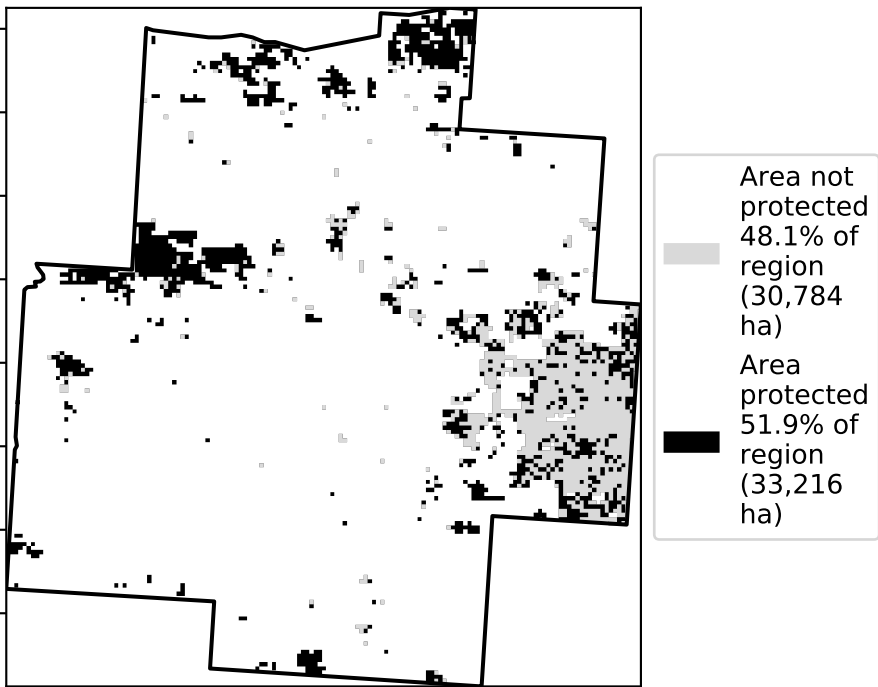 Area not
protected
48.1% of
region
(30,784
ha)
Area
protected
51.9% of
region
(33,216
ha)